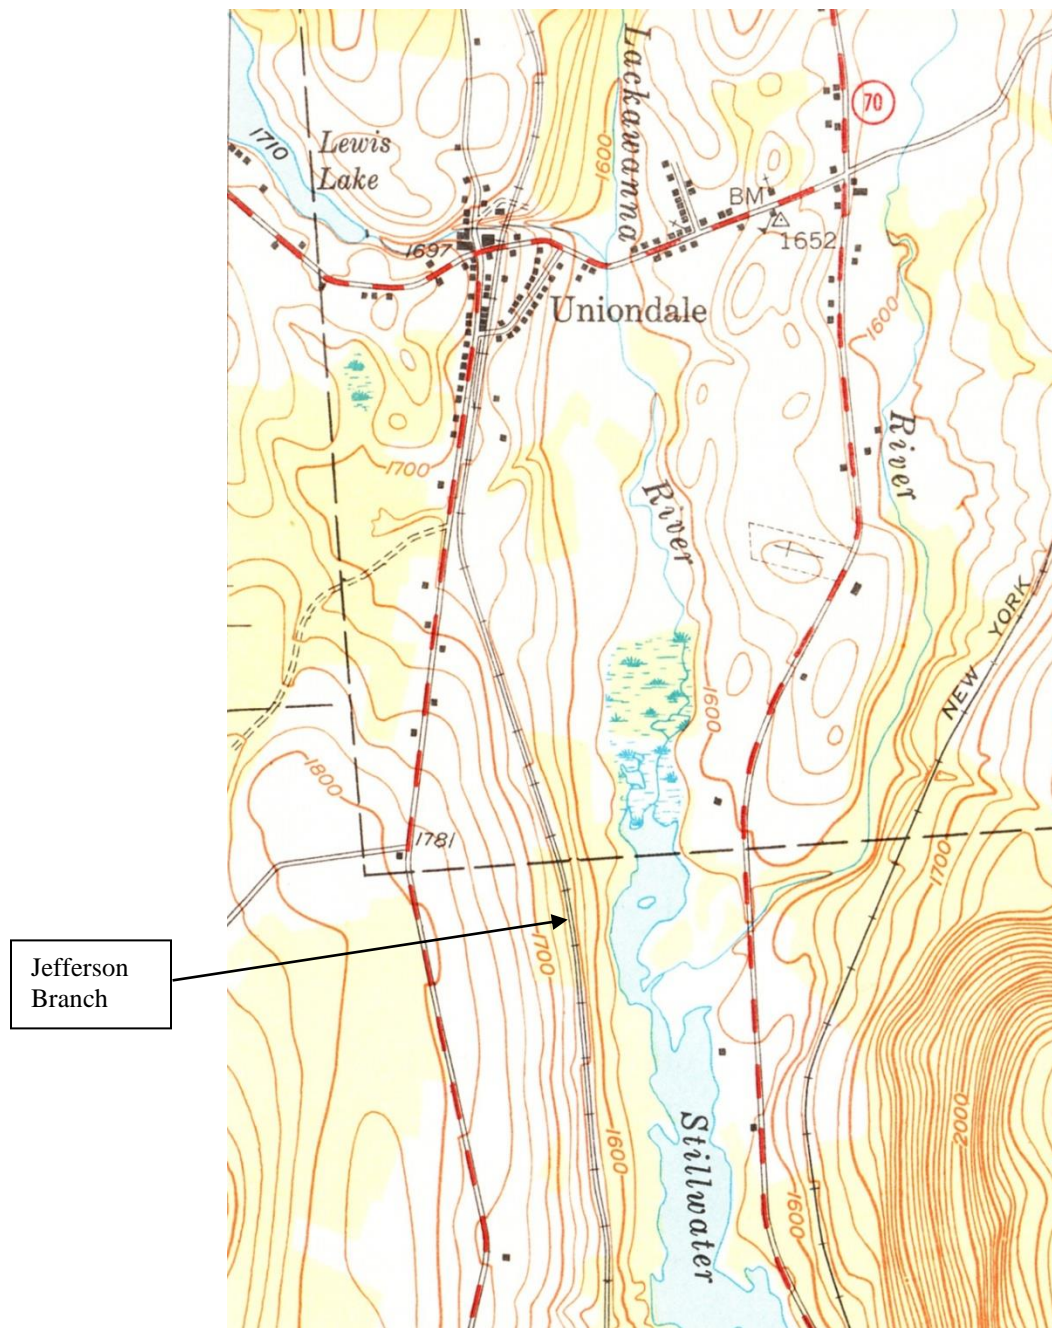 Lackawanna
70
1710
Lewis
Lake
1600
BM
1652
1697
Uniondale
1600
River
1700
River
NEW YORK
1600
1800
1781
1700
Jefferson
Branch
1700
2000
Stillwater
1600
1600